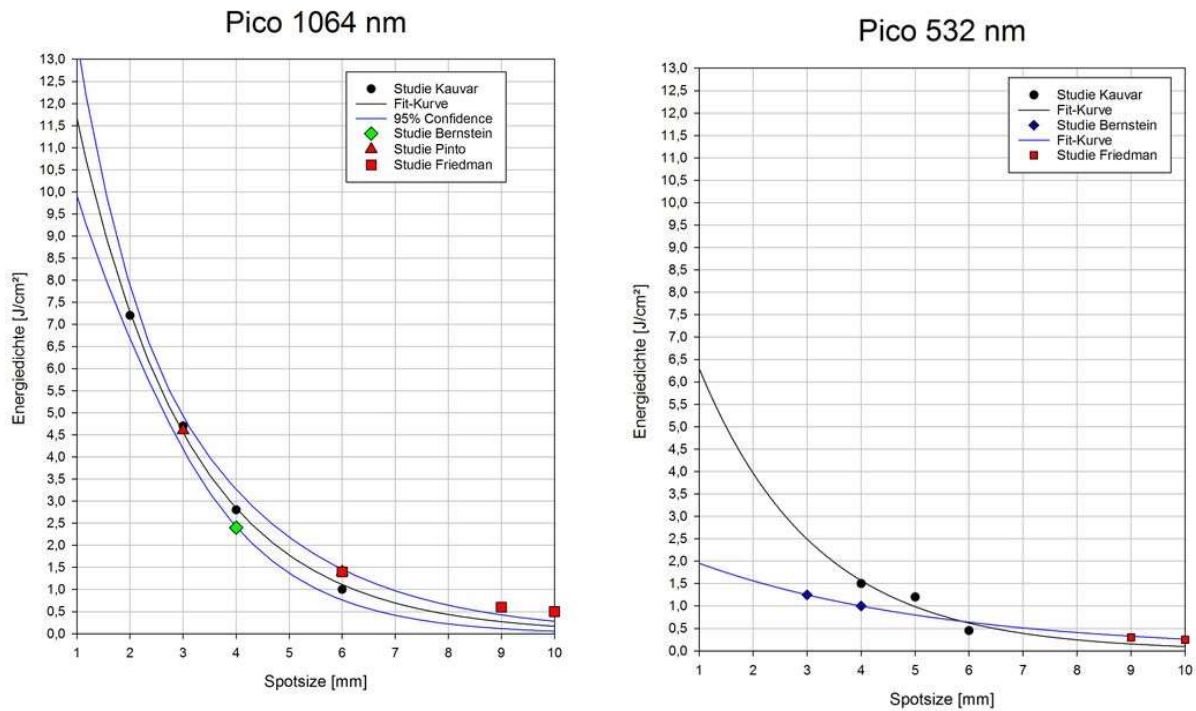 Pico 1064 nm
13,0
12,5
12,0
11,5
11,0
10,5
10,0
9,5
9,0
8,5
8,0
7,5
7,0
6,5
6,0
5,5
5,0
4,5
4,0
3,5
3,0
2,5
2,0
1,5
1,0
0,5
0,0
Energiedichte [J/cm²]
Studie Kauvar
Fit-Kurve
95% Confidence
Studie Bernstein
Studie Pinto
Studie Friedman
1 2 3 4 5 6 7 8 9 10
Spotsize [mm]
Pico 532 nm
13,0
12,5
12,0
11,5
11,0
10,5
10,0
9,5
9,0
8,5
8,0
7,5
7,0
6,5
6,0
5,5
5,0
4,5
4,0
3,5
3,0
2,5
2,0
1,5
1,0
0,5
0,0
Energiedichte [J/cm²]
Studie Kauvar
Fit-Kurve
Studie Bernstein
Fit-Kurve
Studie Friedman
1 2 3 4 5 6 7 8 9 10
Spotsize [mm]